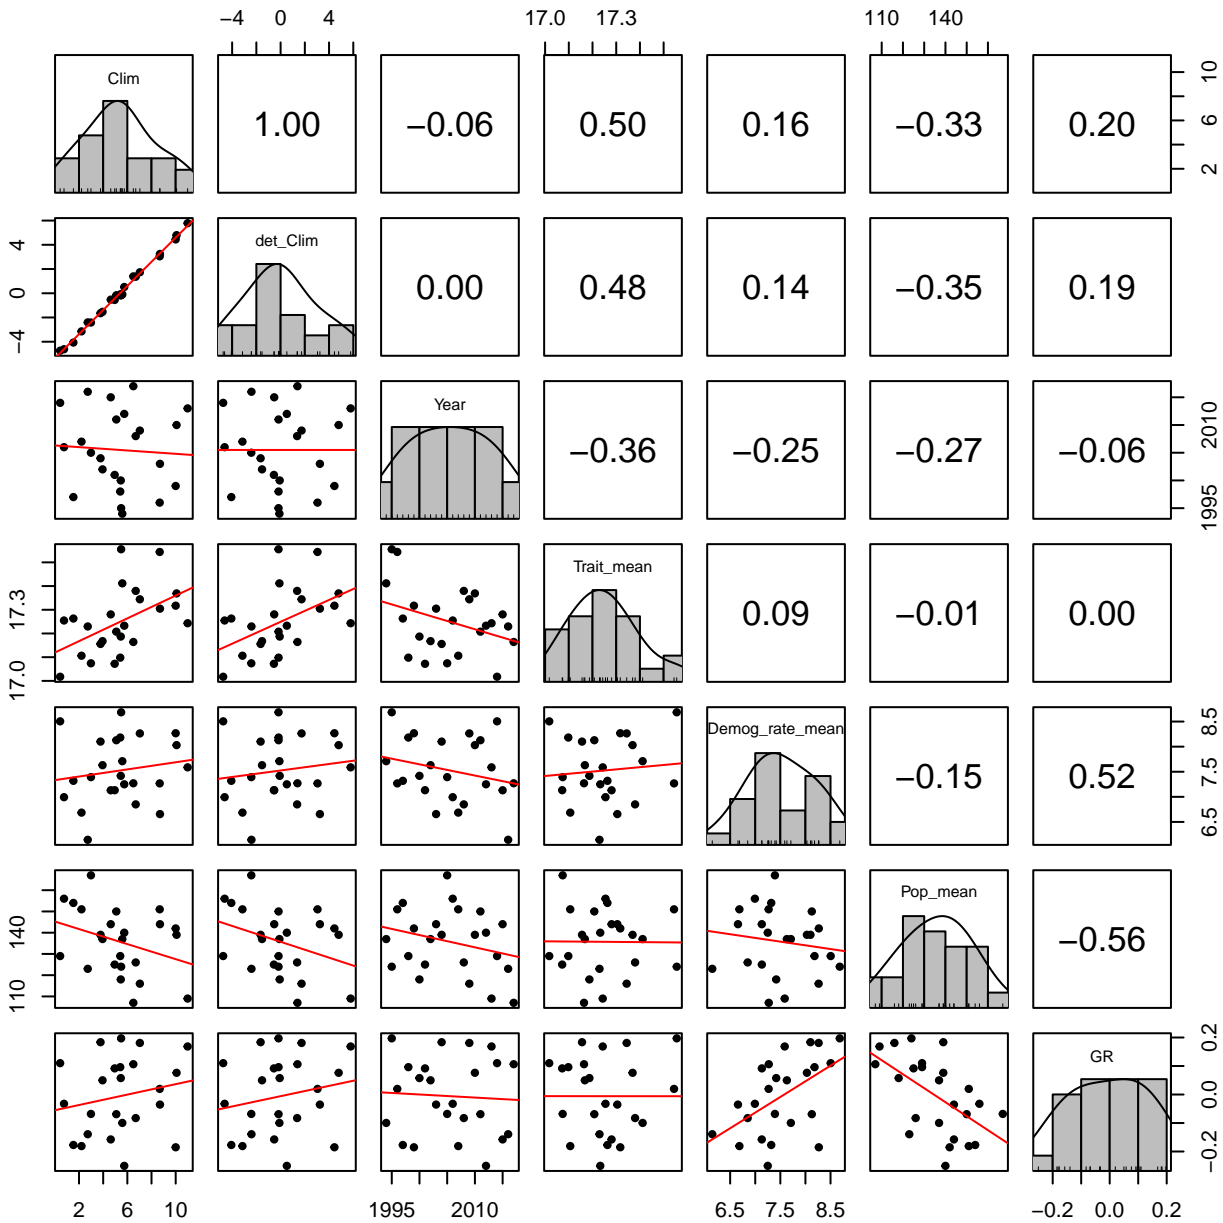 −4 0 4 17.0 17.3 110 140
Clim
1.00 −0.06 0.50 0.16 −0.33 0.20
2 6 10
−4 0 4
det_Clim
0.00 0.48 0.14 −0.35 0.19
Year
−0.36 −0.25 −0.27 −0.06
1995 2010
17.0 17.3
Trait_mean
0.09 −0.01 0.00
Demog_rate_mean
−0.15 0.52
6.5 7.5 8.5
110 140
Pop_mean
−0.56
GR
−0.2 0.0 0.2
2 6 10 1995 2010 6.5 7.5 8.5 −0.2 0.0 0.2